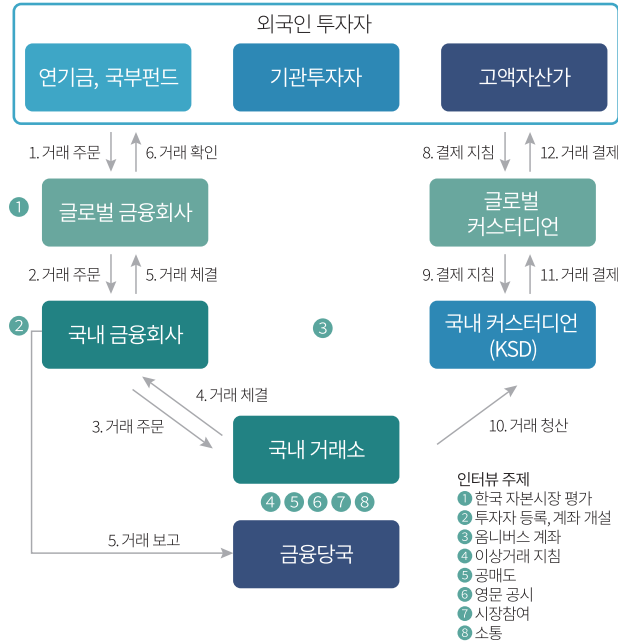 외국인 투자자
연기금, 국부펀드
기관투자자
고액자산가
1. 거래 주문
6. 거래 확인
8. 결제 지침
12. 거래 결제
1
글로벌 금융회사
글로벌
커스터디언
2. 거래 주문
5. 거래 체결
9. 결제 지침
11. 거래 결제
2
국내 금융회사
3
국내 커스터디언
(KSD)
4. 거래 체결
3. 거래 주문
10. 거래 청산
국내 거래소
4 5 6 7 8
5. 거래 보고
금융당국
인터뷰 주제
1 한국 자본시장 평가
2 투자자 등록, 계좌 개설
3 옴니버스 계좌
4 이상거래 지침
5 공매도
6 영문 공시
7 시장참여
8 소통